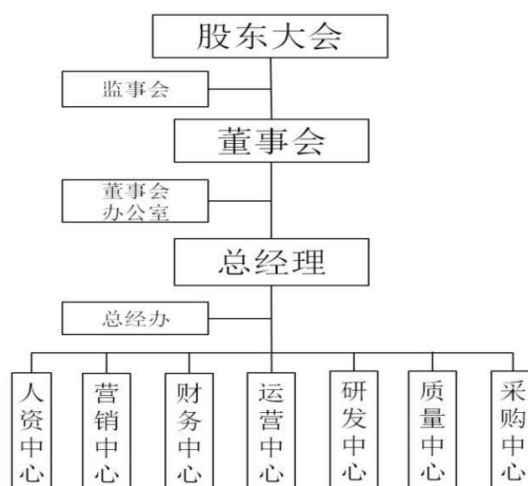 股东大会
监事会
董事会
董事会
办公室
总经理
总经办
人资中心
营销中心
财务中心
运营中心
研发中心
质量中心
采购中心